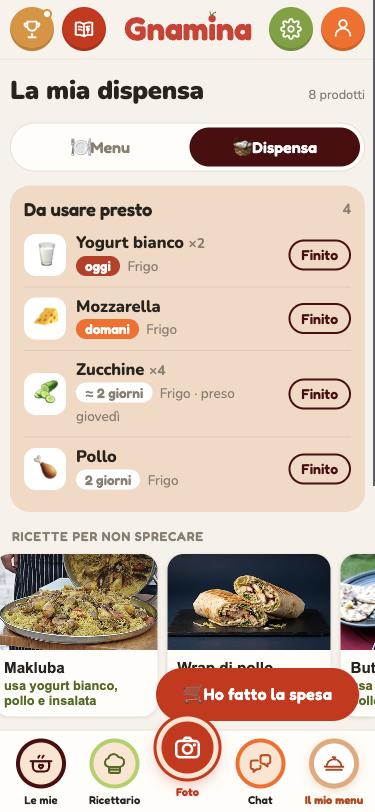 Gnamina
La mia dispensa
8 prodotti
Menu
Dispensa
Da usare presto
4
Yogurt bianco ×2
oggi Frigo
Finito
Mozzarella
domani Frigo
Finito
Zucchine ×4
≈ 2 giorni Frigo · preso
giovedì
Finito
Pollo
2 giorni Frigo
Finito
RICETTE PER NON SPRECARE
Makluba
usa yogurt bianco,
pollo e insalata
Wrap di pollo
But
usa
pollo
Ho fatto la spesa
Le mie
Ricettario
Foto
Chat
Il mio menu